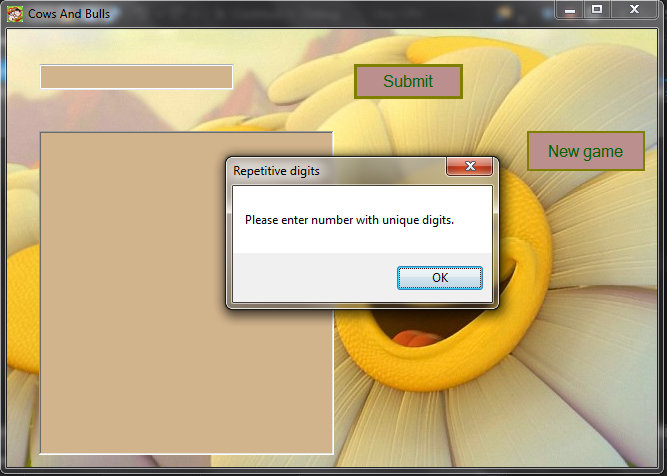 Cows And Bulls
Submit
New game
Repetitive digits
Please enter number with unique digits.
OK